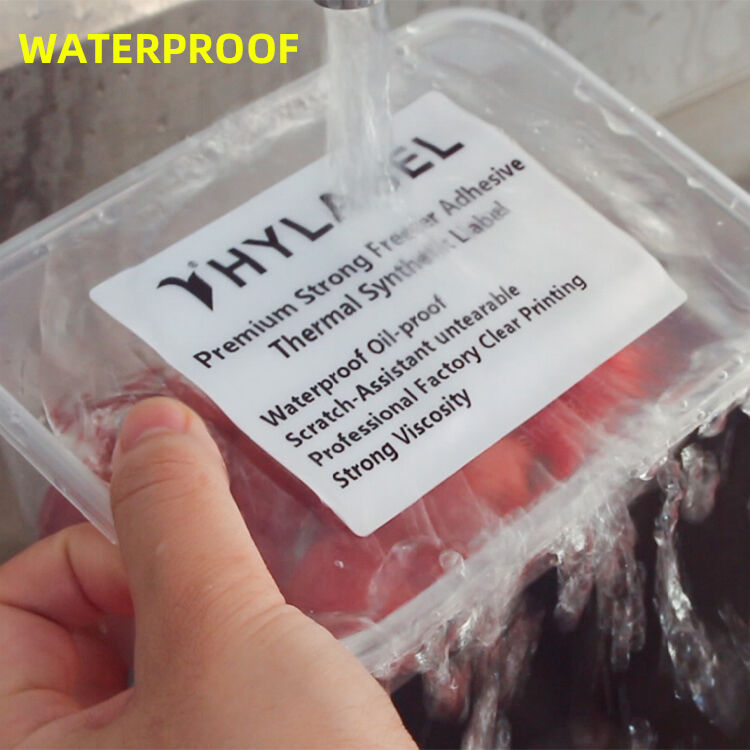 WATERPROOF
HYLABEL
Premium Strong Freezer Adhesive
Thermal Synthetic Label
Waterproof Oil-proof
Scratch-Assistant untearable
Professional Factory Clear Printing
Strong Viscosity